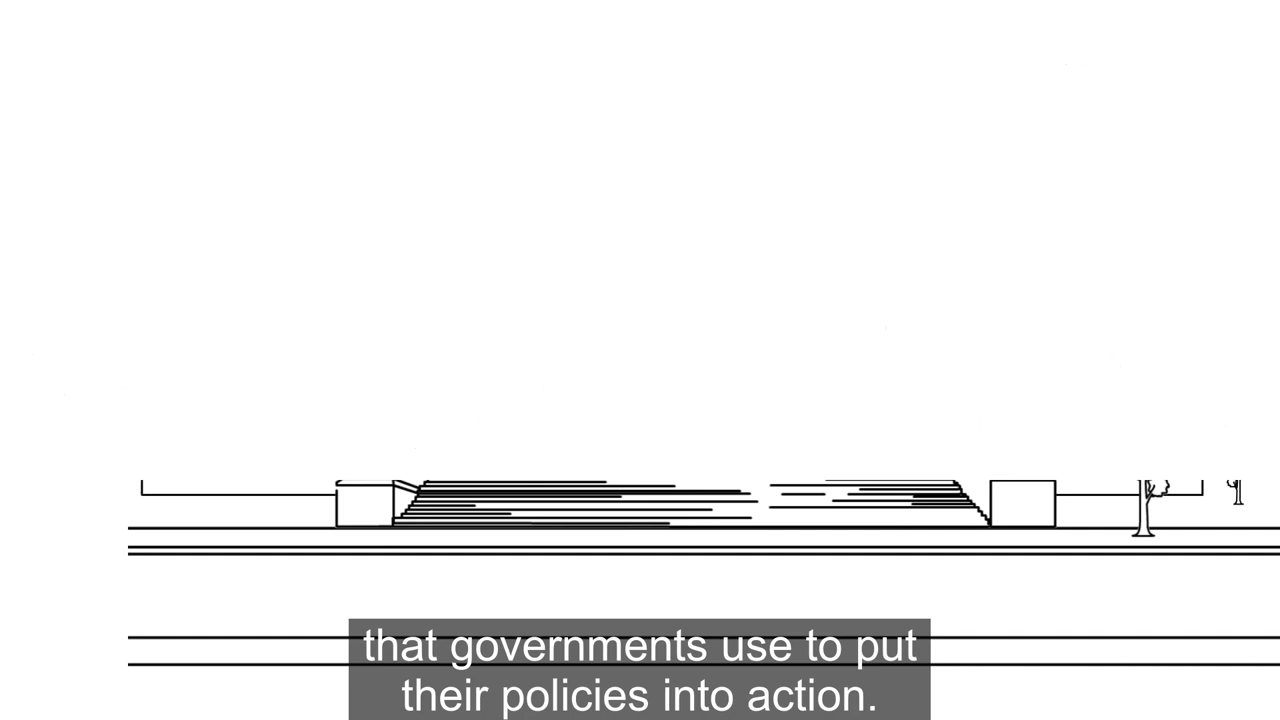 that governments use to put
their policies into action.